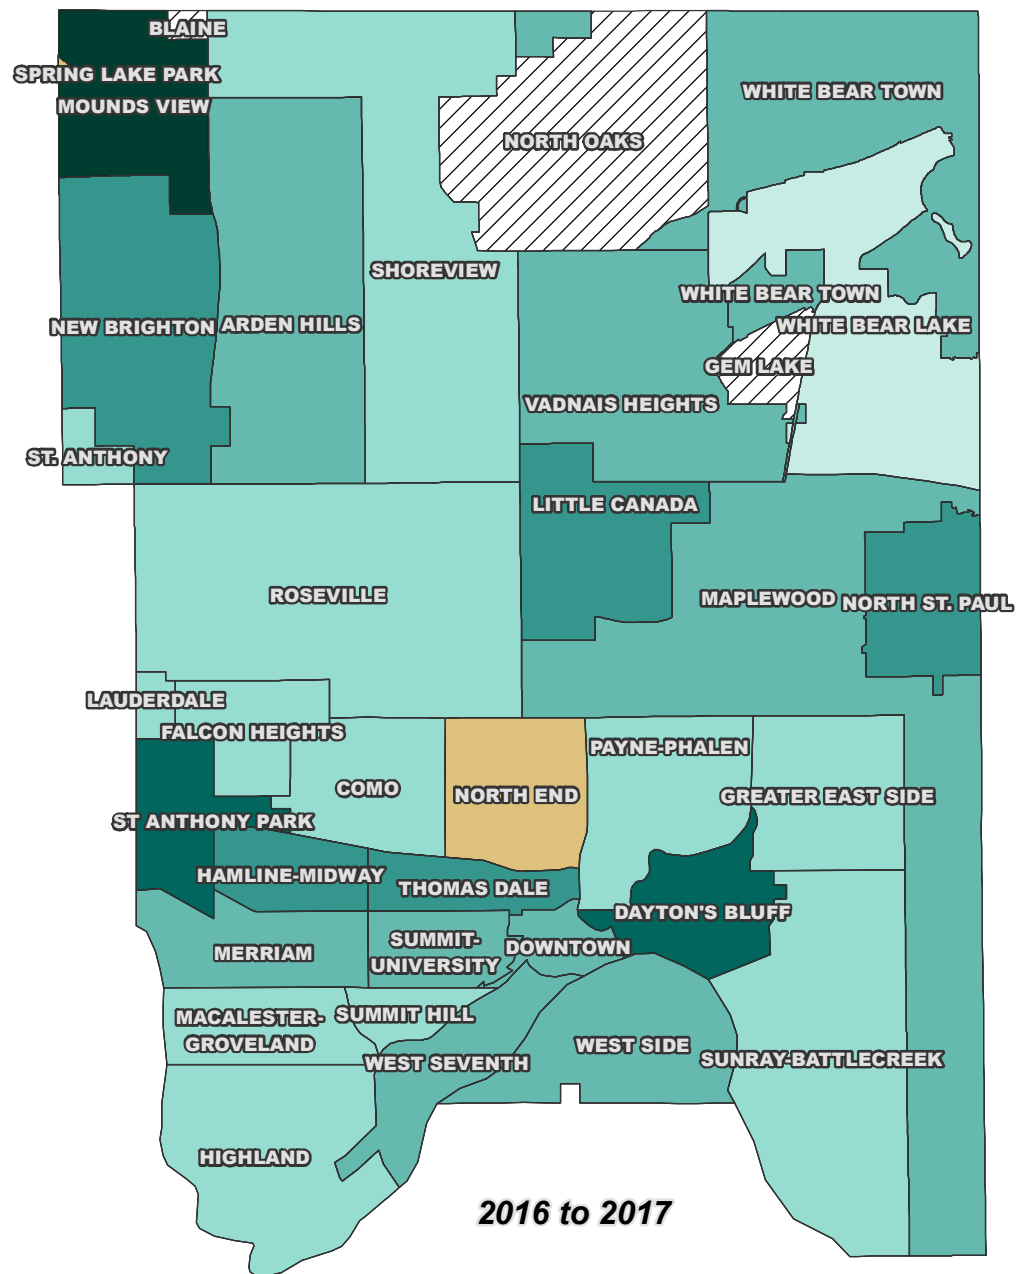 BLAINE
SPRING LAKE PARK
WHITE BEAR TOWN
MOUNDS VIEW
NORTH OAKS
SHOREVIEW
WHITE BEAR TOWN
NEW BRIGHTON
ARDEN HILLS
WHITE BEAR LAKE
GEM LAKE
VADNAIS HEIGHTS
ST. ANTHONY
LITTLE CANADA
ROSEVILLE
MAPLEWOOD
NORTH ST. PAUL
LAUDERDALE
FALCON HEIGHTS
PAYNE-PHALEN
COMO
NORTH END
GREATER EAST SIDE
ST ANTHONY PARK
HAMLINE-MIDWAY
THOMAS DALE
DAYTON'S BLUFF
MERRIAM
SUMMIT-
UNIVERSITY
DOWNTOWN
MACALESTER-
GROVELAND
SUMMIT HILL
WEST SIDE
WEST SEVENTH
SUNRAY-BATTLECREEK
HIGHLAND
2016 to 2017